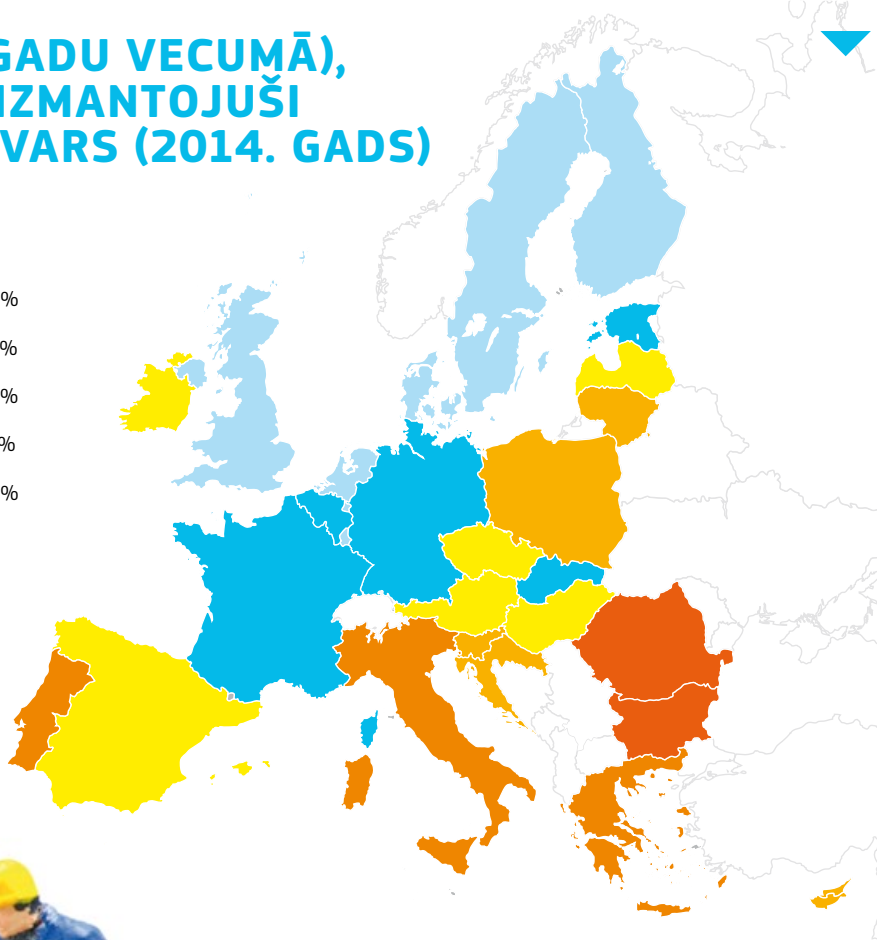 GADU VECUMĀ),
IZMANTOJUŠI
VARS (2014. GADS)
%
%
%
%
%